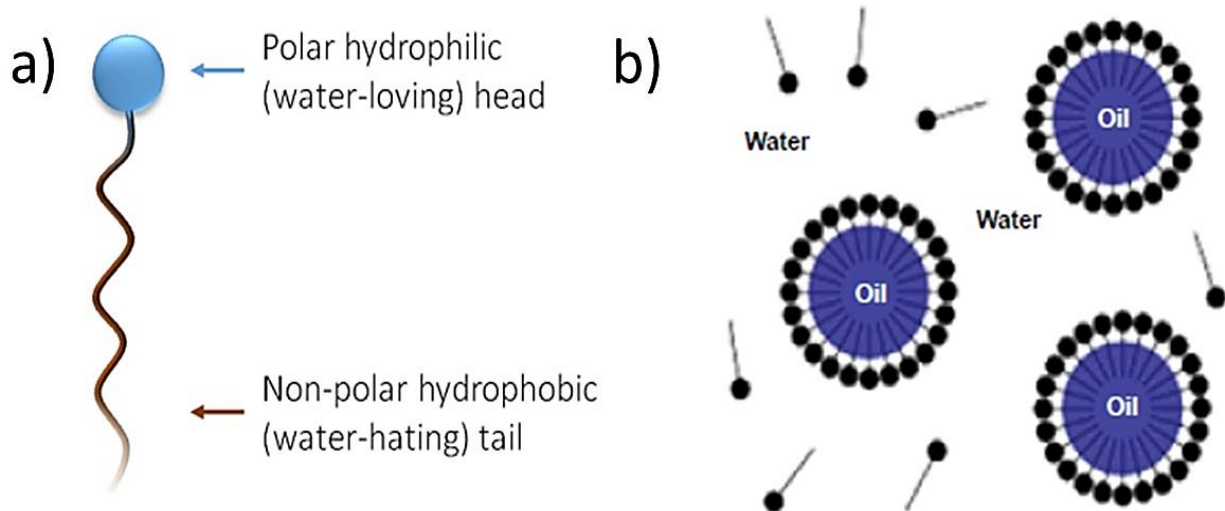 a)
Polar hydrophilic
(water-loving) head
Non-polar hydrophobic
(water-hating) tail
b)
Water
Oil
Water
Oil
Oil